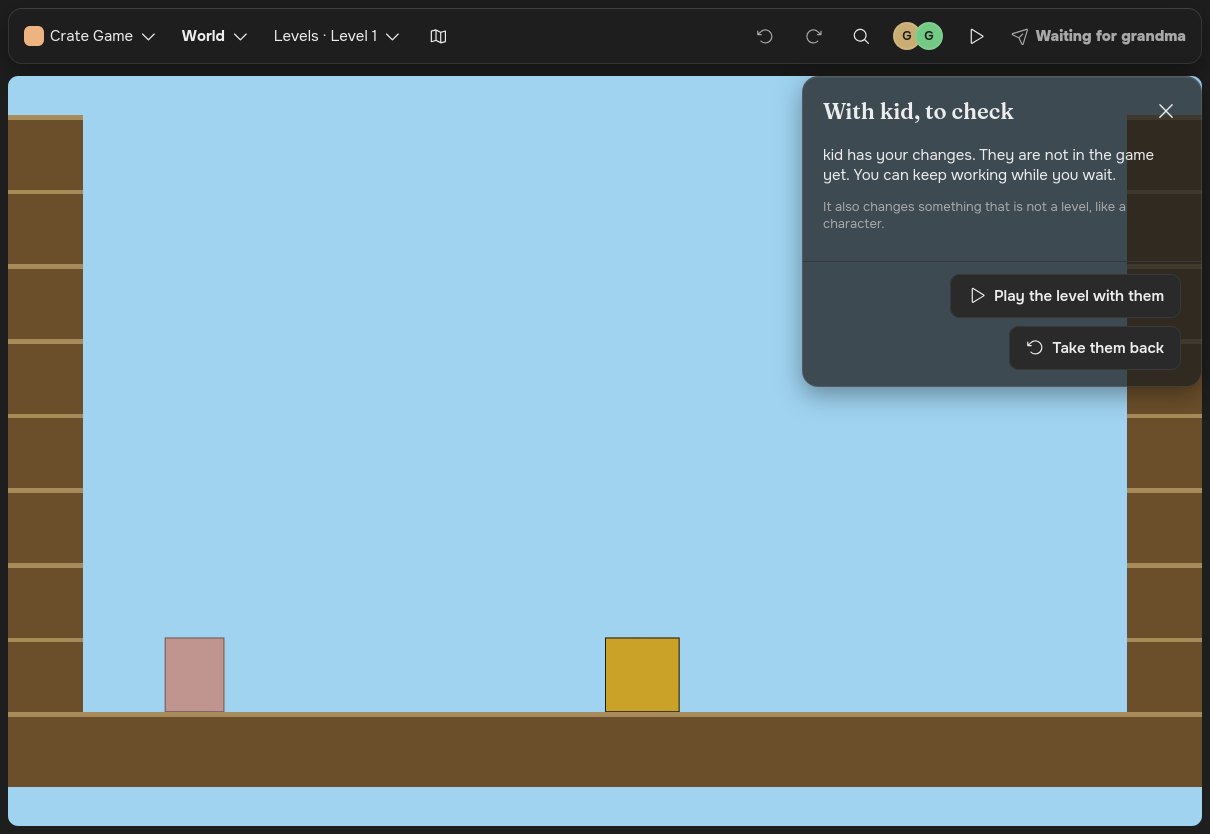 Crate Game
World
Levels · Level 1
G
G
Waiting for grandma
With kid, to check
kid has your changes. They are not in the game
yet. You can keep working while you wait.
It also changes something that is not a level, like a
character.
Play the level with them
Take them back